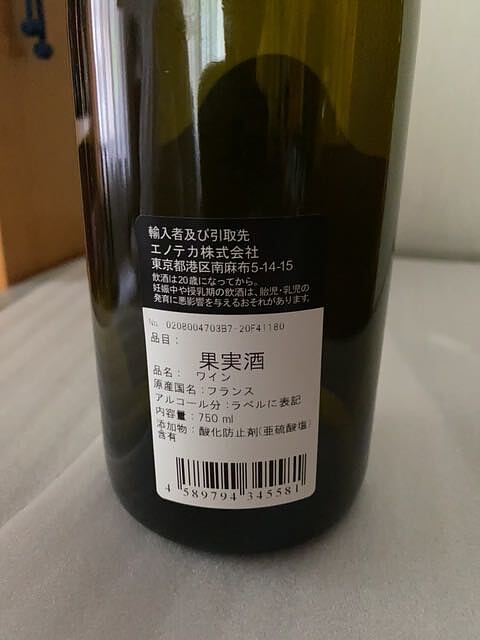 輸入者及び引取先
エノテカ株式会社
東京都港区南麻布5-14-15
飲酒は20歳になってから。
妊娠中や授乳期の飲酒は、胎児・乳児の
発育に悪影響を与えるおそれがあります。
No. 0208004703B7-20F41180
品目：
果実酒
品名： ワイン
原産国名：フランス
アルコール分：ラベルに表記
内容量：750 ml
添加物：酸化防止剤(亜硫酸塩)
含有
4 589794 345581